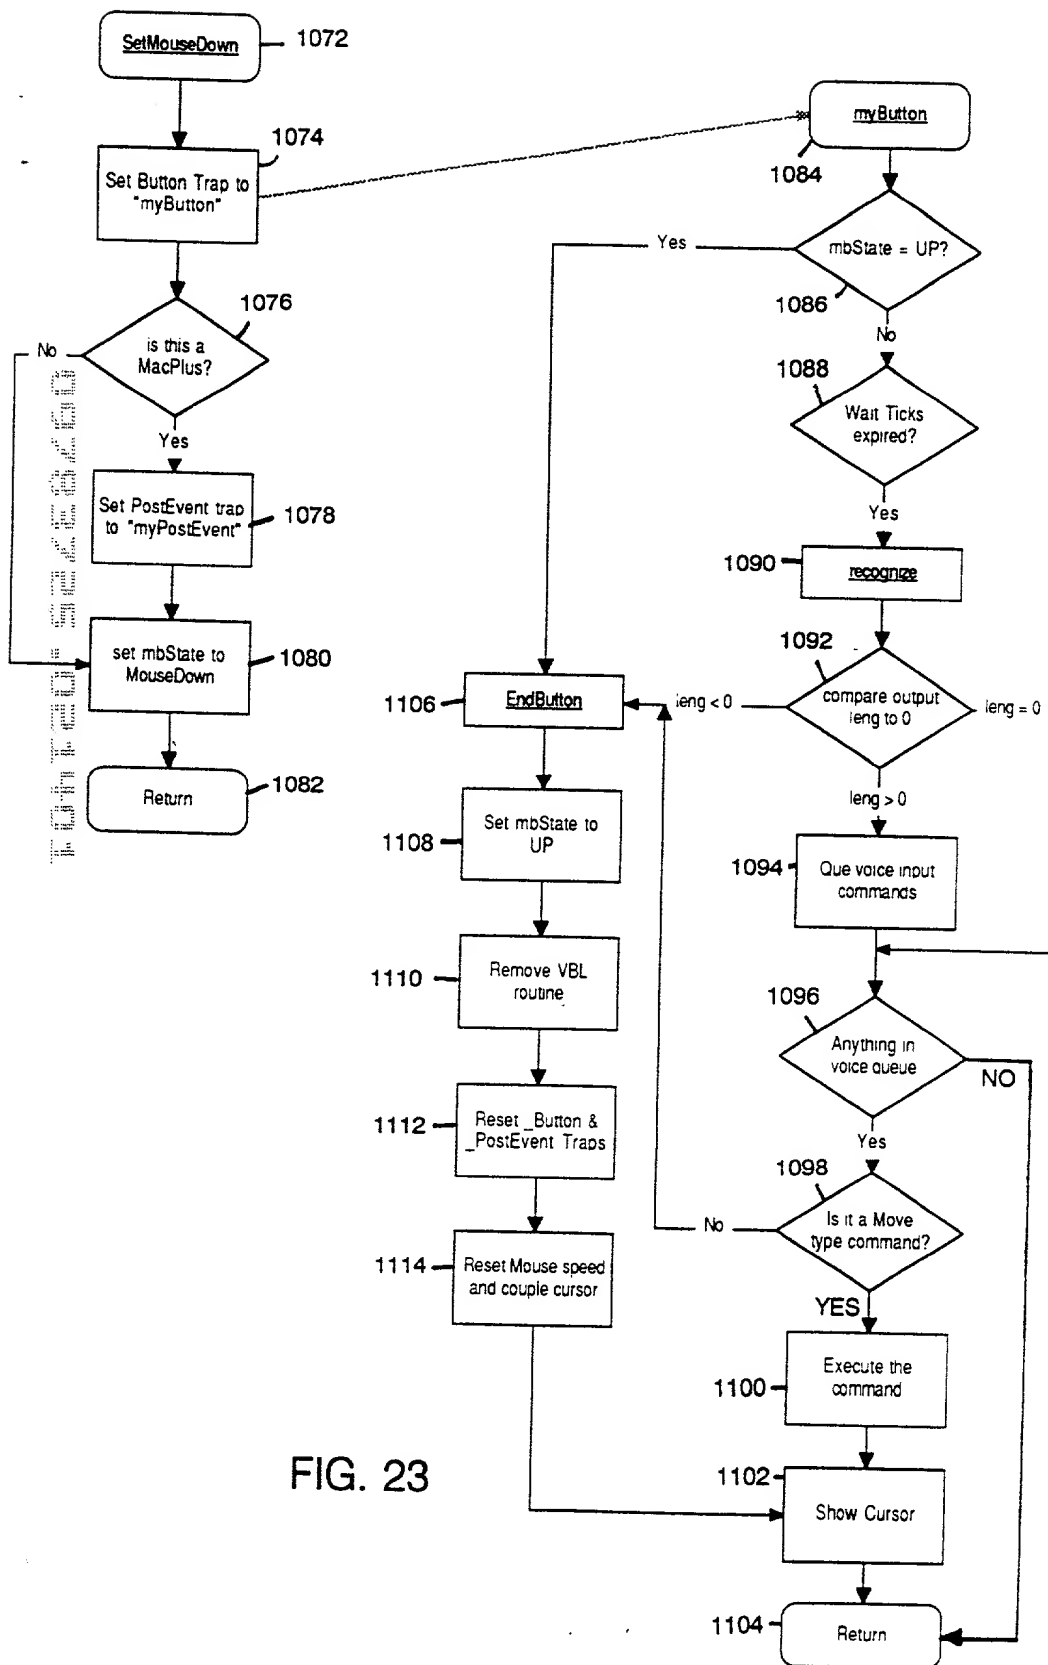 SetMouseDown
1072
1074
Set Button Trap to
"myButton"
1076
is this a
MacPlus?
No
Yes
Set PostEvent trap
to "myPostEvent"
1078
set mbState to
MouseDown
1080
Return
1082
myButton
1084
mbState = UP?
1086
Yes
No
1088
Wait Ticks
expired?
Yes
1090
recognize
1092
compare output
leng to 0
leng < 0
leng = 0
leng > 0
1094
Que voice input
commands
1096
Anything in
voice queue
NO
Yes
1098
Is it a Move
type command?
No
YES
1100
Execute the
command
1102
Show Cursor
1104
Return
1106
EndButton
1108
Set mbState to
UP
1110
Remove VBL
routine
1112
Reset _Button &
_PostEvent Traps
1114
Reset Mouse speed
and couple cursor
FIG. 23